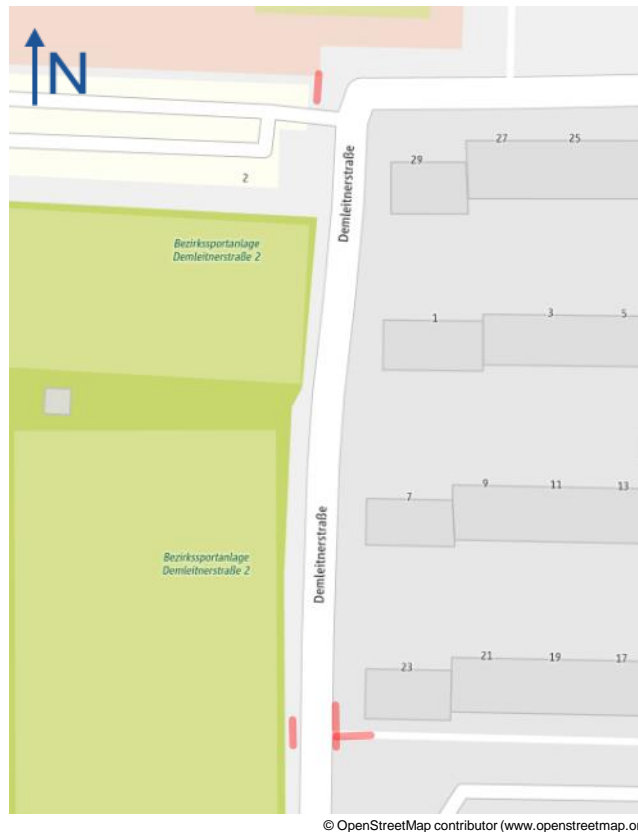 N
27
25
29
Demleitnerstraße
2
Bezirkssportanlage
Demleitnerstraße 2
1
3
5
9
11
13
7
Demleitnerstraße
Bezirkssportanlage
Demleitnerstraße 2
21
19
17
23
© OpenStreetMap contributor (www.openstreetmap.or